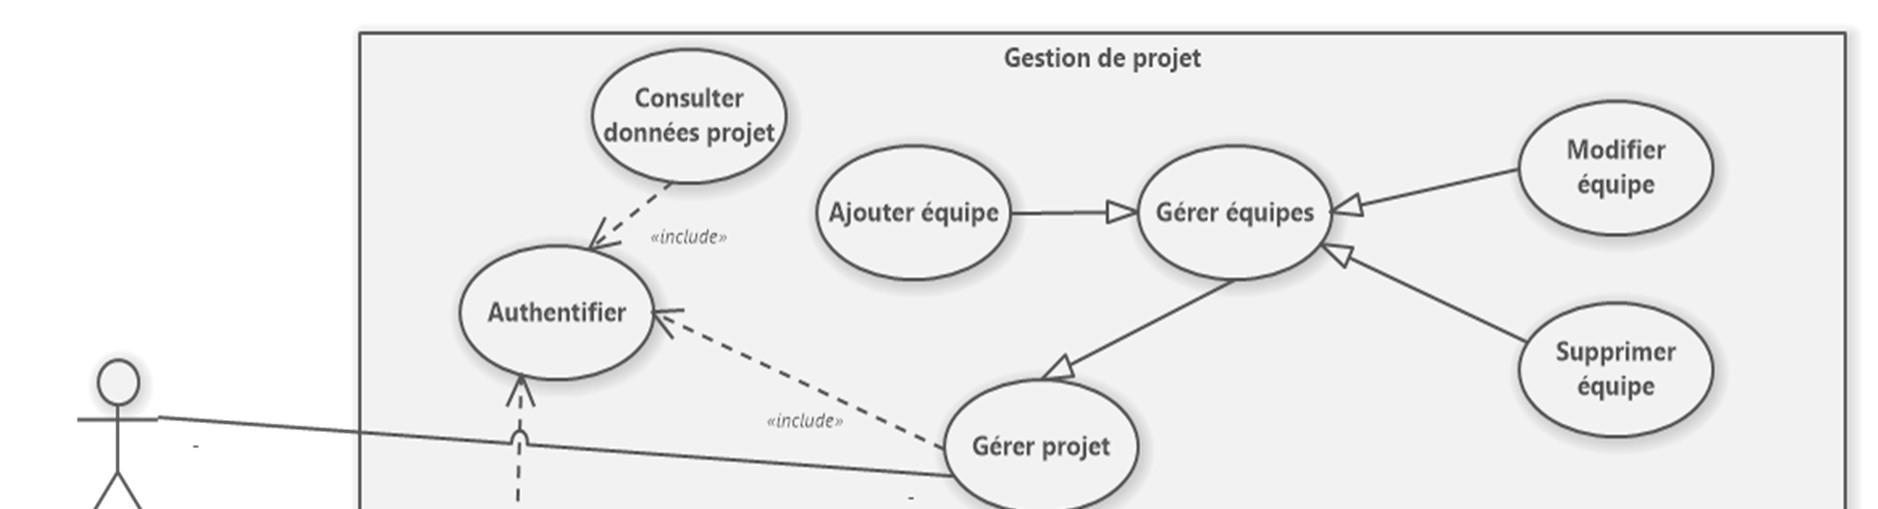 Gestion de projet
Consulter
données projet
Modifier
équipe
Ajouter équipe
Gérer équipes
«include»
Authentifier
Supprimer
équipe
«include»
Gérer projet
-
-